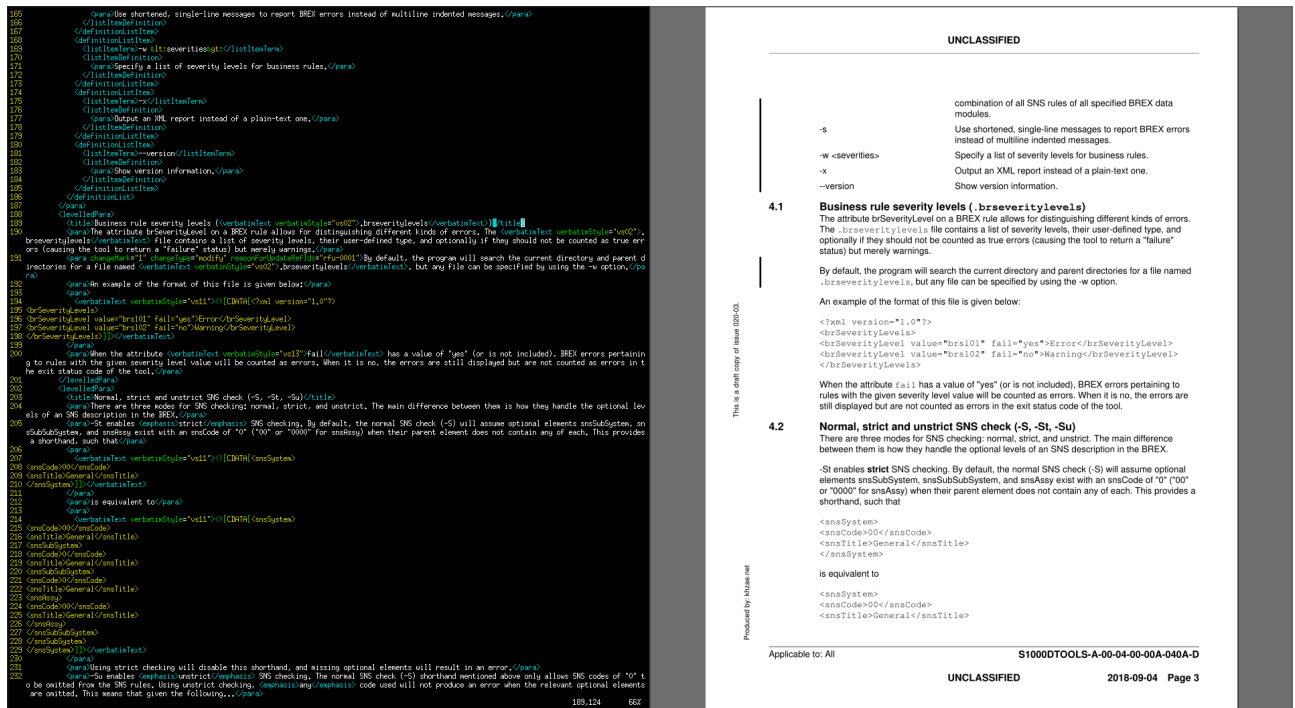 165             <para>Use shortened, single-line messages to report BREX errors instead of multiline indented messages.</para>
166           </listItemDefinition>
167         </definitionListItem>
168         <definitionListItem>
169           <listItemTerm>-w &lt;severities&gt;</listItemTerm>
170           <listItemDefinition>
171             <para>Specify a list of severity levels for business rules.</para>
172           </listItemDefinition>
173         </definitionListItem>
174         <definitionListItem>
175           <listItemTerm>-x</listItemTerm>
176           <listItemDefinition>
177             <para>Output an XML report instead of a plain-text one.</para>
178           </listItemDefinition>
179         </definitionListItem>
180         <definitionListItem>
181           <listItemTerm>--version</listItemTerm>
182           <listItemDefinition>
183             <para>Show version information.</para>
184           </listItemDefinition>
185         </definitionListItem>
186       </definitionList>
187     </para>
188     <levelledPara>
189       <title>Business rule severity levels (<verbatimText verbatimStyle="vs02">.brseveritylevels</verbatimText>)</title>
190       <para>The attribute brSeverityLevel on a BREX rule allows for distinguishing different kinds of errors. The <verbatimText verbatimStyle="vs02">.
brseveritylevels</verbatimText> file contains a list of severity levels, their user-defined type, and optionally if they should not be counted as true err
ors (causing the tool to return a "failure" status) but merely warnings.</para>
191       <para changeMark="1" changeType="modify" reasonForUpdateRefIds="rfu-0001">By default, the program will search the current directory and parent d
irectories for a file named <verbatimText verbatimStyle="vs02">.brseveritylevels</verbatimText>, but any file can be specified by using the -w option.</pa
ra>
192       <para>An example of the format of this file is given below:</para>
193       <para>
194         <verbatimText verbatimStyle="vs11"><![CDATA[<?xml version="1.0"?>
195 <brSeverityLevels>
196 <brSeverityLevel value="brsl01" fail="yes">Error</brSeverityLevel>
197 <brSeverityLevel value="brsl02" fail="no">Warning</brSeverityLevel>
198 </brSeverityLevels>]]></verbatimText>
199       </para>
200       <para>When the attribute <verbatimText verbatimStyle="vs13">fail</verbatimText> has a value of "yes" (or is not included), BREX errors pertainin
g to rules with the given severity level value will be counted as errors. When it is no, the errors are still displayed but are not counted as errors in t
he exit status code of the tool.</para>
201     </levelledPara>
202     <levelledPara>
203       <title>Normal, strict and unstrict SNS check (-S, -St, -Su)</title>
204       <para>There are three modes for SNS checking: normal, strict, and unstrict. The main difference between them is how they handle the optional lev
els of an SNS description in the BREX.</para>
205       <para>-St enables <emphasis>strict</emphasis> SNS checking. By default, the normal SNS check (-S) will assume optional elements snsSubSystem, sn
sSubSubSystem, and snsAssy exist with an snsCode of "0" ("00" or "0000" for snsAssy) when their parent element does not contain any of each. This provides
a shorthand, such that</para>
206       <para>
207         <verbatimText verbatimStyle="vs11"><![CDATA[<snsSystem>
208 <snsCode>00</snsCode>
209 <snsTitle>General</snsTitle>
210 </snsSystem>]]></verbatimText>
211       </para>
212       <para>is equivalent to</para>
213       <para>
214         <verbatimText verbatimStyle="vs11"><![CDATA[<snsSystem>
215 <snsCode>00</snsCode>
216 <snsTitle>General</snsTitle>
217 <snsSubSystem>
218 <snsCode>0</snsCode>
219 <snsTitle>General</snsTitle>
220 <snsSubSubSystem>
221 <snsCode>0</snsCode>
222 <snsTitle>General</snsTitle>
223 <snsAssy>
224 <snsCode>00</snsCode>
225 <snsTitle>General</snsTitle>
226 </snsAssy>
227 </snsSubSubSystem>
228 </snsSubSystem>
229 </snsSystem>]]></verbatimText>
230       </para>
231       <para>Using strict checking will disable this shorthand, and missing optional elements will result in an error.</para>
232       <para>-Su enables <emphasis>unstrict</emphasis> SNS checking. The normal SNS check (-S) shorthand mentioned above only allows SNS codes of "0" t
o be omitted from the SNS rules. Using unstrict checking, <emphasis>any</emphasis> code used will not produce an error when the relevant optional elements
are omitted. This means that given the following...</para>
189,124 66%
UNCLASSIFIED
combination of all SNS rules of all specified BREX data
modules.
-s Use shortened, single-line messages to report BREX errors
instead of multiline indented messages.
-w <severities> Specify a list of severity levels for business rules.
-x Output an XML report instead of a plain-text one.
--version Show version information.
4.1 Business rule severity levels (.brseveritylevels)
The attribute brSeverityLevel on a BREX rule allows for distinguishing different kinds of errors.
The .brseveritylevels file contains a list of severity levels, their user-defined type, and
optionally if they should not be counted as true errors (causing the tool to return a "failure"
status) but merely warnings.
By default, the program will search the current directory and parent directories for a file named
.brseveritylevels, but any file can be specified by using the -w option.
An example of the format of this file is given below:
<?xml version="1.0"?>
<brSeverityLevels>
<brSeverityLevel value="brsl01" fail="yes">Error</brSeverityLevel>
<brSeverityLevel value="brsl02" fail="no">Warning</brSeverityLevel>
</brSeverityLevels>
When the attribute fail has a value of "yes" (or is not included), BREX errors pertaining to
rules with the given severity level value will be counted as errors. When it is no, the errors are
still displayed but are not counted as errors in the exit status code of the tool.
4.2 Normal, strict and unstrict SNS check (-S, -St, -Su)
There are three modes for SNS checking: normal, strict, and unstrict. The main difference
between them is how they handle the optional levels of an SNS description in the BREX.
-St enables strict SNS checking. By default, the normal SNS check (-S) will assume optional
elements snsSubSystem, snsSubSubSystem, and snsAssy exist with an snsCode of "0" ("00"
or "0000" for snsAssy) when their parent element does not contain any of each. This provides a
shorthand, such that
<snsSystem>
<snsCode>00</snsCode>
<snsTitle>General</snsTitle>
</snsSystem>
is equivalent to
<snsSystem>
<snsCode>00</snsCode>
<snsTitle>General</snsTitle>
This is a draft copy of issue 020-03.
Produced by: khzae.net
Applicable to: All S1000DTOOLS-A-00-04-00-00A-040A-D
UNCLASSIFIED 2018-09-04 Page 3